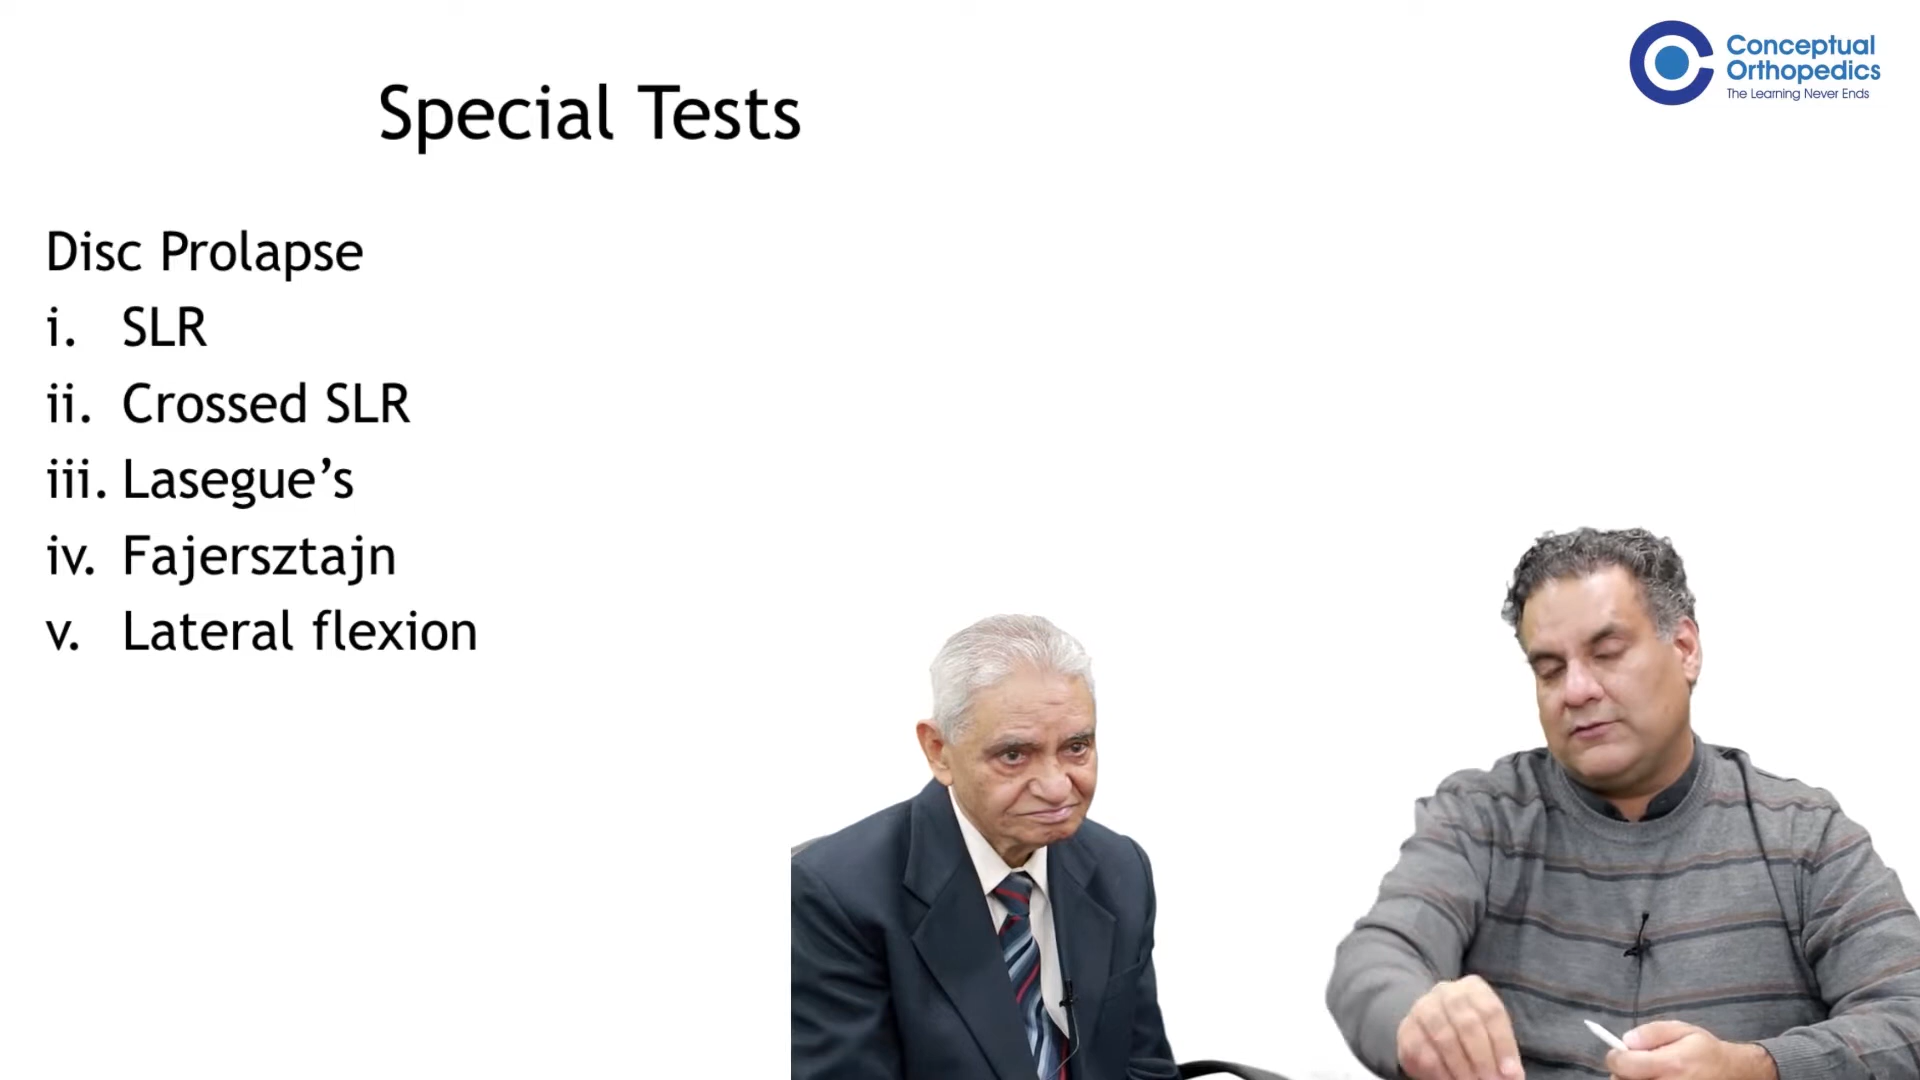 Conceptual
Orthopedics
The Learning Never Ends
Special Tests
Disc Prolapse
i. SLR
ii. Crossed SLR
iii. Lasegue’s
iv. Fajersztajn
v. Lateral flexion